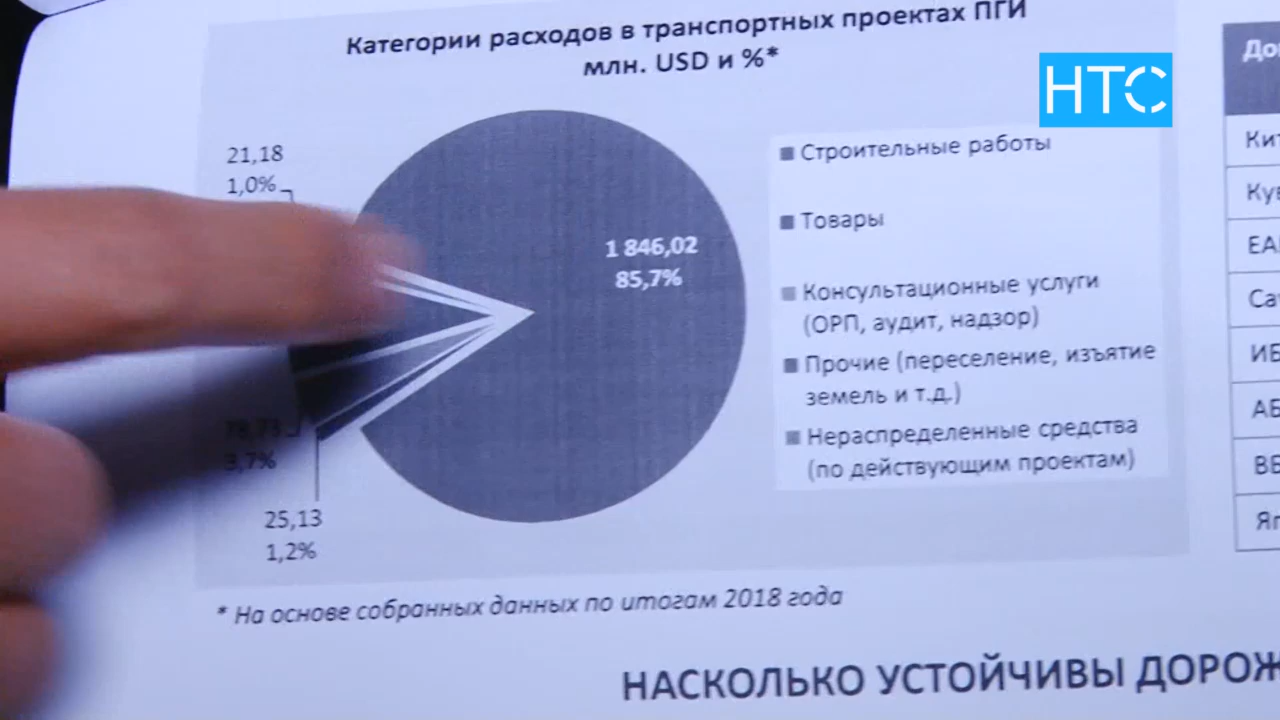 Категории расходов в транспортных проектах ПГИ
млн. USD и %*
НТС
21,18
1,0%
1 846,02
85,7%
3,7%
25,13
1,2%
Строительные работы
Товары
Консультационные услуги
(ОРП, аудит, надзор)
Прочие (переселение, изъятие
земель и т.д.)
Нераспределенные средства
(по действующим проектам)
* На основе собранных данных по итогам 2018 года
НАСКОЛЬКО УСТОЙЧИВЫ ДОРОЖ